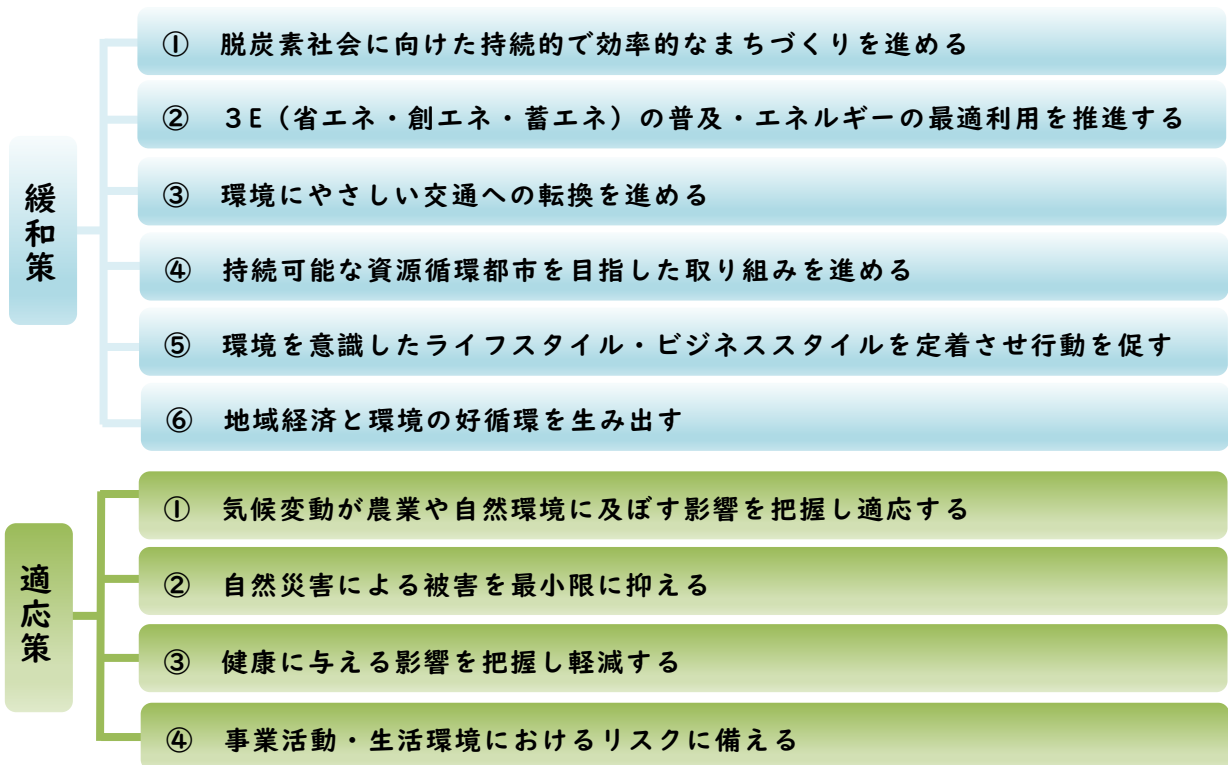 緩和策
① 脱炭素社会に向けた持続的で効率的なまちづくりを進める
② 3E（省エネ・創エネ・蓄エネ）の普及・エネルギーの最適利用を推進する
③ 環境にやさしい交通への転換を進める
④ 持続可能な資源循環都市を目指した取り組みを進める
⑤ 環境を意識したライフスタイル・ビジネススタイルを定着させ行動を促す
⑥ 地域経済と環境の好循環を生み出す
適応策
① 気候変動が農業や自然環境に及ぼす影響を把握し適応する
② 自然災害による被害を最小限に抑える
③ 健康に与える影響を把握し軽減する
④ 事業活動・生活環境におけるリスクに備える